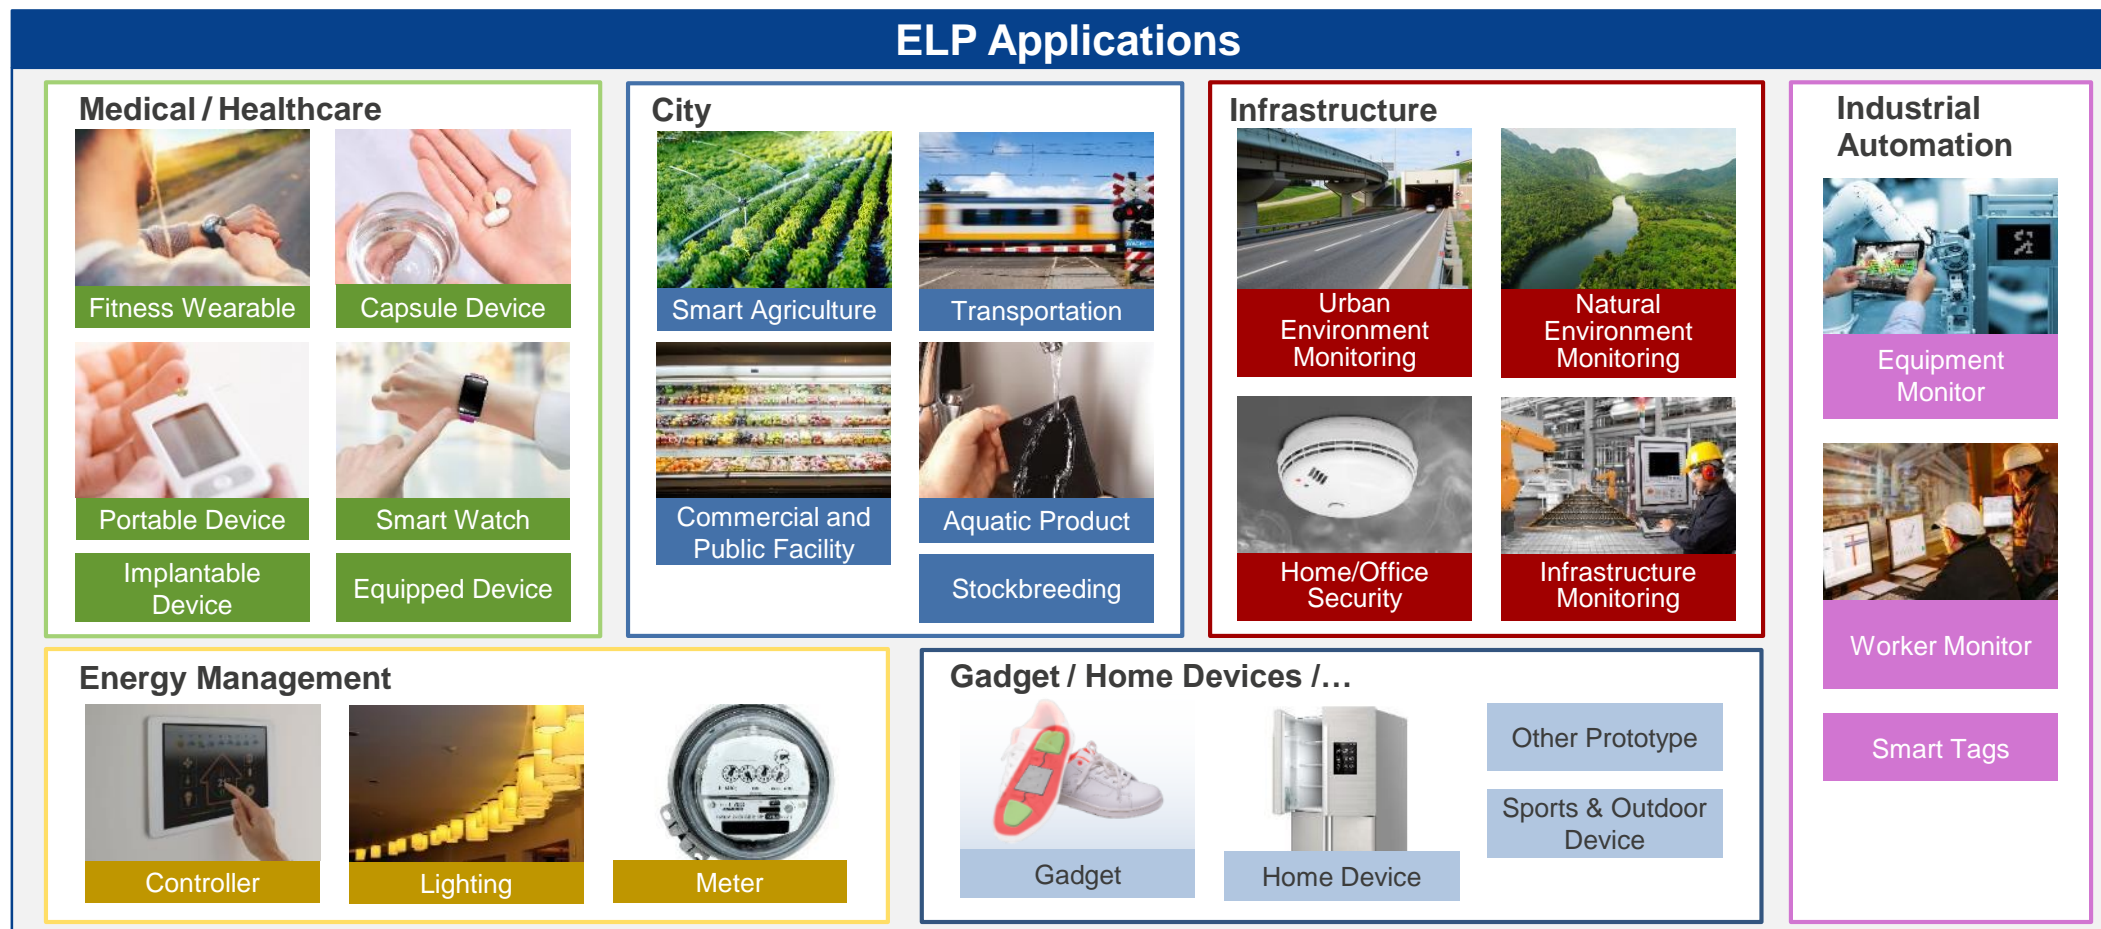 ELP Applications
Medical / Healthcare
Fitness Wearable
Capsule Device
Portable Device
Smart Watch
Implantable
Device
Equipped Device
City
Smart Agriculture
Transportation
Commercial and
Public Facility
Aquatic Product
Stockbreeding
Infrastructure
Urban
Environment
Monitoring
Natural
Environment
Monitoring
Home/Office
Security
Infrastructure
Monitoring
Industrial
Automation
Equipment
Monitor
Worker Monitor
Smart Tags
Energy Management
Controller
Lighting
Meter
Gadget / Home Devices /…
Gadget
Home Device
Other Prototype
Sports & Outdoor
Device